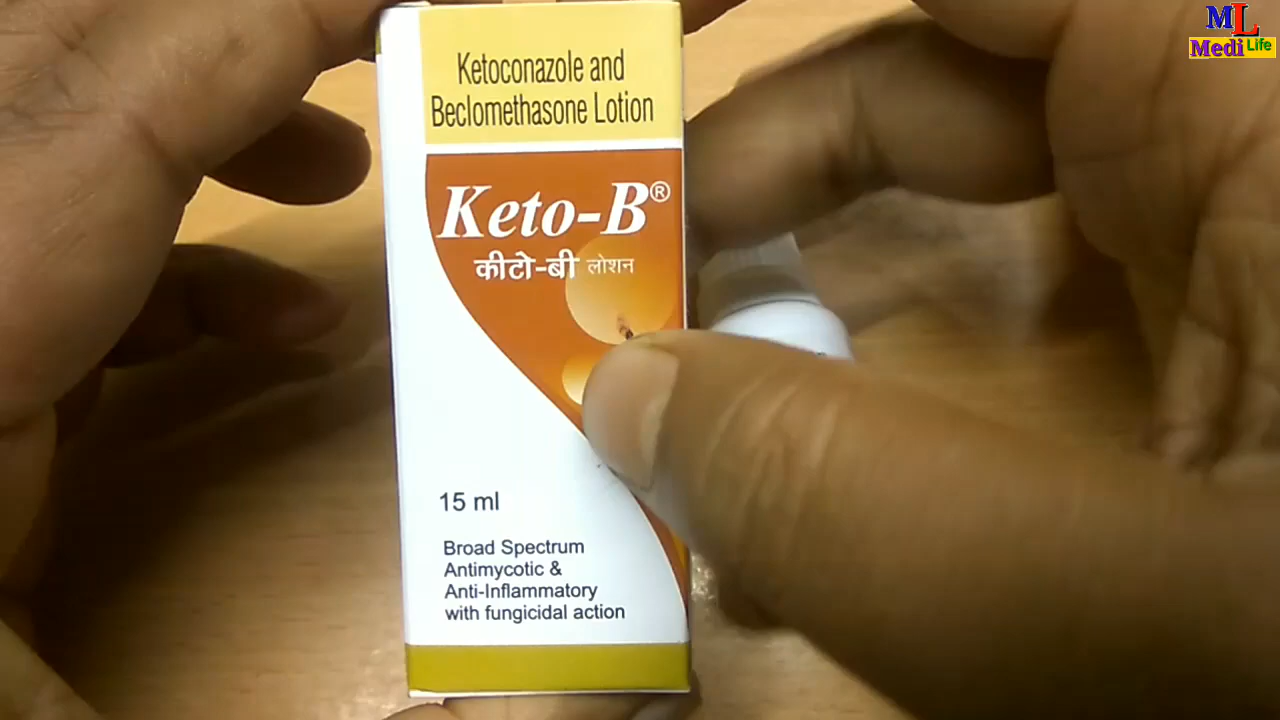 ML
Medi Life
Ketoconazole and
Beclomethasone Lotion
Keto-B®
कीटो-बी लोशन
15 ml
Broad Spectrum
Antimycotic &
Anti-Inflammatory
with fungicidal action